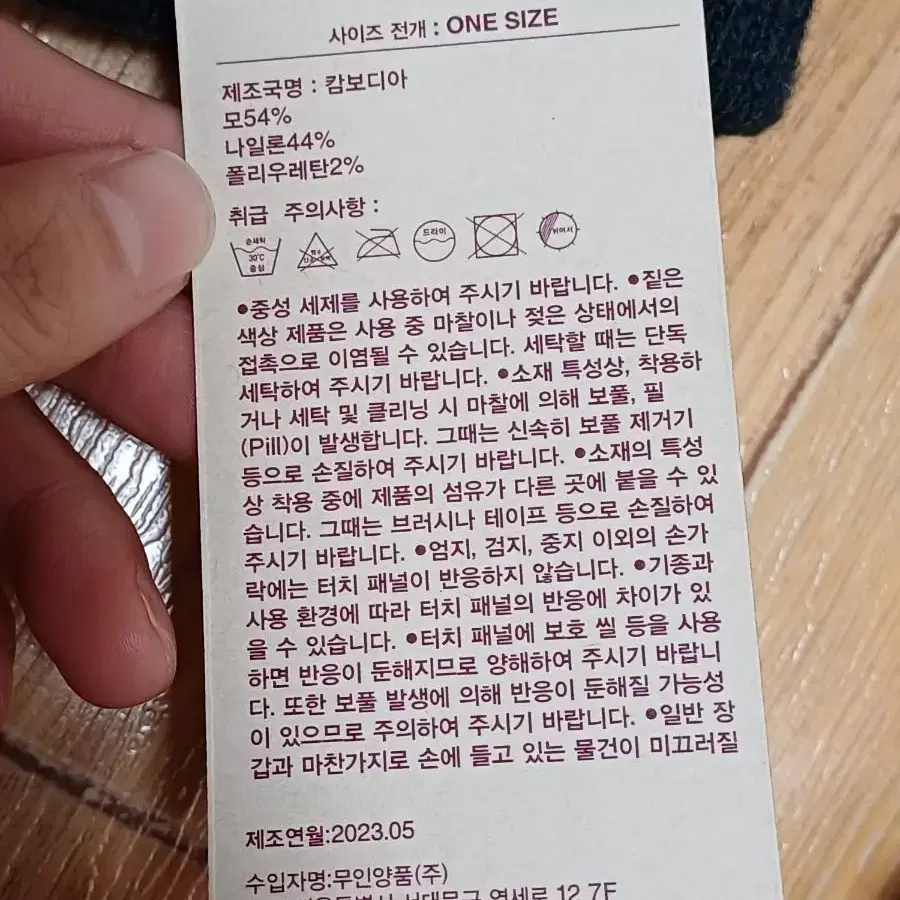 사이즈 전개 : ONE SIZE
제조국명 : 캄보디아
모54%
나일론44%
폴리우레탄2%
취급 주의사항 :
손세탁
30℃
중성
드라이
뉘어서
●중성 세제를 사용하여 주시기 바랍니다. ●짙은
색상 제품은 사용 중 마찰이나 젖은 상태에서의
접촉으로 이염될 수 있습니다. 세탁할 때는 단독
세탁하여 주시기 바랍니다. ●소재 특성상, 착용하
거나 세탁 및 클리닝 시 마찰에 의해 보풀, 필
(Pill)이 발생합니다. 그때는 신속히 보풀 제거기
등으로 손질하여 주시기 바랍니다. ●소재의 특성
상 착용 중에 제품의 섬유가 다른 곳에 붙을 수 있
습니다. 그때는 브러시나 테이프 등으로 손질하여
주시기 바랍니다. ●엄지, 검지, 중지 이외의 손가
락에는 터치 패널이 반응하지 않습니다. ●기종과
사용 환경에 따라 터치 패널의 반응에 차이가 있
을 수 있습니다. ●터치 패널에 보호 씰 등을 사용
하면 반응이 둔해지므로 양해하여 주시기 바랍니
다. 또한 보풀 발생에 의해 반응이 둔해질 가능성
이 있으므로 주의하여 주시기 바랍니다. ●일반 장
갑과 마찬가지로 손에 들고 있는 물건이 미끄러질
제조연월:2023.05
수입자명:무인양품(주)
서대문구 연세로 12,7F